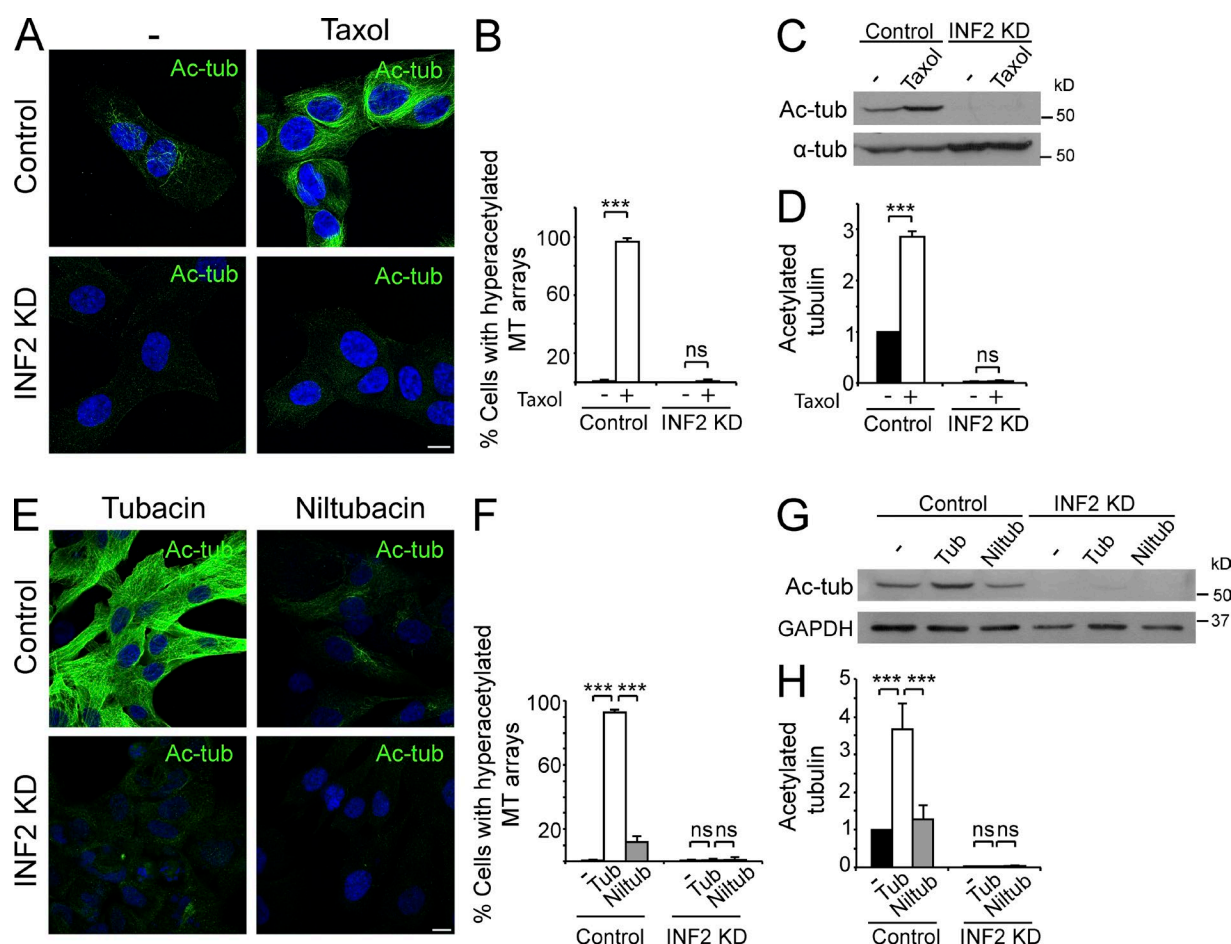 A
-
Taxol
Control
Ac-tub
Ac-tub
INF2 KD
Ac-tub
Ac-tub
B
% Cells with hyperacetylated
MT arrays
100
60
20
***
ns
Taxol - + - +
Control INF2 KD
C
Control INF2 KD
- Taxol - Taxol
kD
Ac-tub
50
α-tub
50
D
Acetylated
tubulin
3
2
1
0
***
ns
Taxol - + - +
Control INF2 KD
E
Tubacin Niltubacin
Control
Ac-tub
Ac-tub
INF2 KD
Ac-tub
Ac-tub
F
% Cells with hyperacetylated
MT arrays
100
60
20
*** ***
ns ns
- Tub Niltub - Tub Niltub
Control INF2 KD
G
Control INF2 KD
- Tub Niltub - Tub Niltub
kD
Ac-tub
50
GAPDH
37
H
Acetylated
tubulin
5
4
3
2
1
0
*** ***
ns ns
- Tub Niltub - Tub Niltub
Control INF2 KD